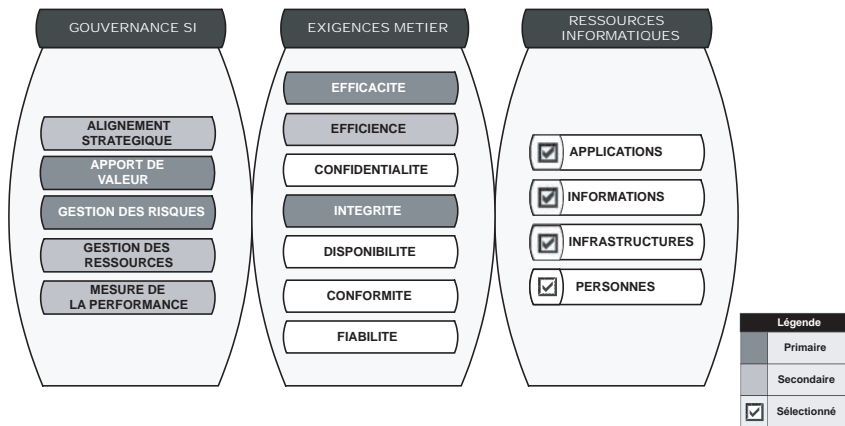 GOUVERNANCE SI
ALIGNEMENT
STRATEGIQUE
APPORT DE
VALEUR
GESTION DES RISQUES
GESTION DES
RESSOURCES
MESURE DE
LA PERFORMANCE
EXIGENCES METIER
EFFICACITE
EFFICIENCE
CONFIDENTIALITE
INTEGRITE
DISPONIBILITE
CONFORMITE
FIABILITE
RESSOURCES
INFORMATIQUES
APPLICATIONS
INFORMATIONS
INFRASTRUCTURES
PERSONNES
Légende
Primaire
Secondaire
Sélectionné